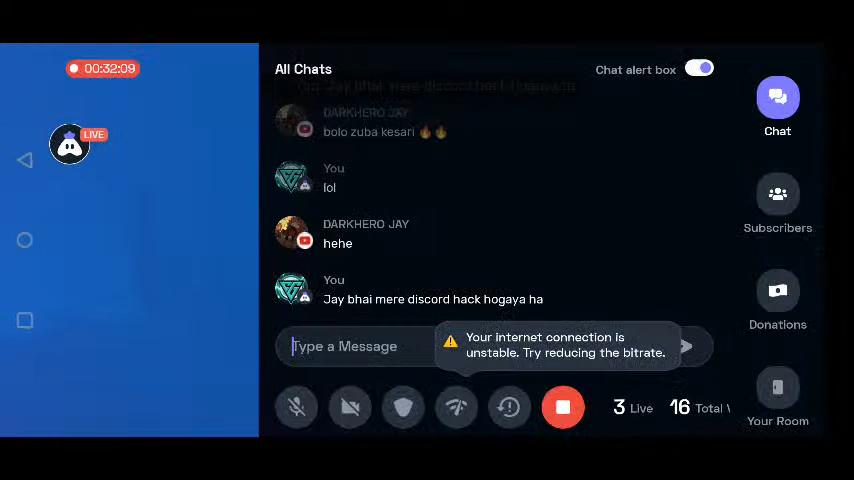 00:32:09
LIVE
All Chats
Chat alert box
Chat
DARKHERO JAY
bolo zuba kesari 🔥🔥
You
lol
Subscribers
DARKHERO JAY
hehe
You
Jay bhai mere discord hack hogaya ha
Donations
Type a Message
Your internet connection is
unstable. Try reducing the bitrate.
3 Live 16 Total
Your Room